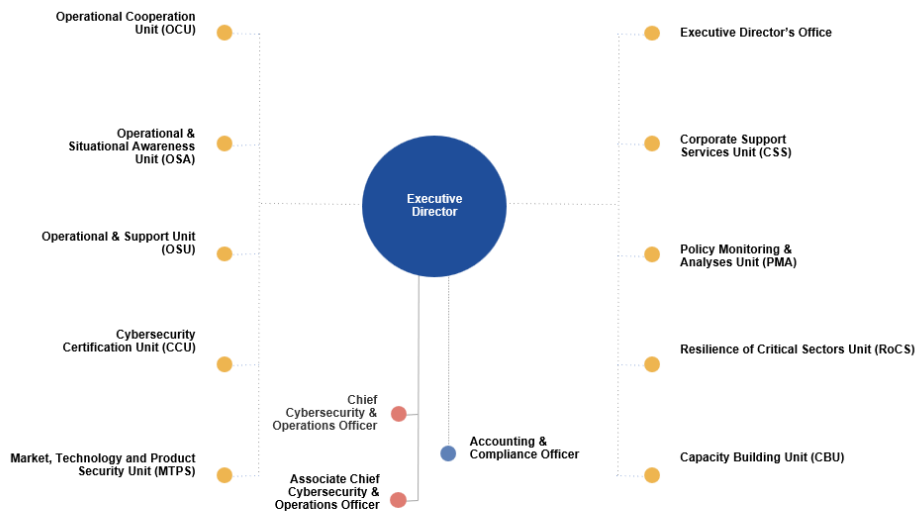 Operational Cooperation
Unit (OCU)
Operational &
Situational Awareness
Unit (OSA)
Operational & Support Unit
(OSU)
Cybersecurity
Certification Unit (CCU)
Market, Technology and Product
Security Unit (MTPS)
Executive
Director
Chief
Cybersecurity &
Operations Officer
Associate Chief
Cybersecurity &
Operations Officer
Accounting &
Compliance Officer
Executive Director's Office
Corporate Support
Services Unit (CSS)
Policy Monitoring &
Analyses Unit (PMA)
Resilience of Critical Sectors Unit (RoCS)
Capacity Building Unit (CBU)